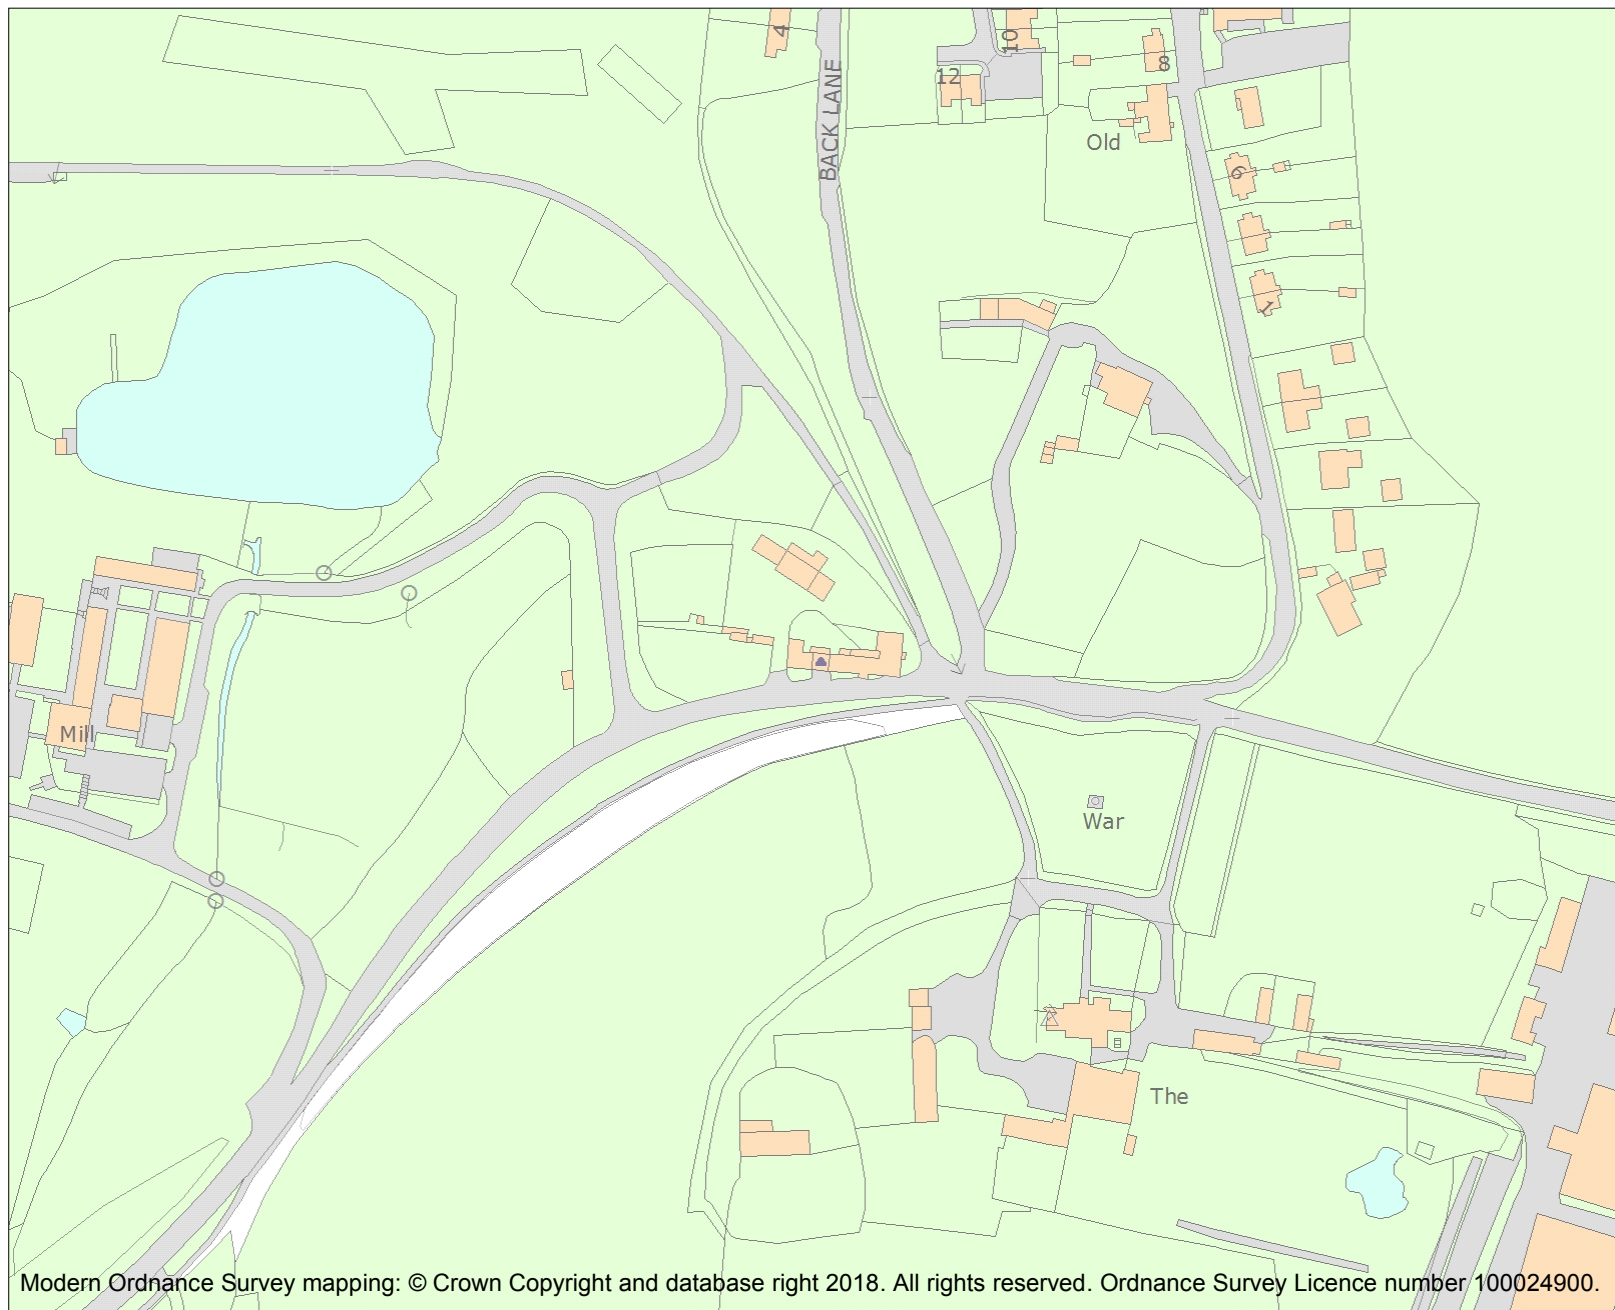 4
10
BACK LANE
12
8
Old
6
1
Mill
War
The
Modern Ordnance Survey mapping: © Crown Copyright and database right 2018. All rights reserved. Ordnance Survey Licence number 100024900.